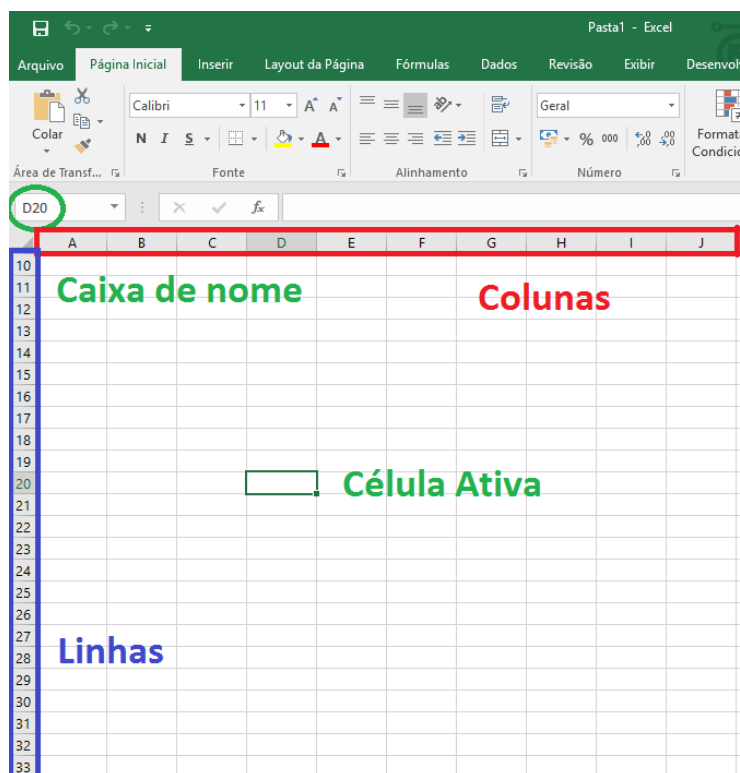 Pasta1 - Excel
Arquivo Página Inicial Inserir Layout da Página Fórmulas Dados Revisão Exibir Desenvol
Calibri 11 A A Geral
Colar N I S A % 000 Format
Condici
Área de Transf... Fonte Alinhamento Número
D20 fx
A B C D E F G H I J
10
11
Caixa de nome Colunas
12
13
14
15
16
17
18
19
20
Célula Ativa
21
22
23
24
25
26
27
Linhas
28
29
30
31
32
33